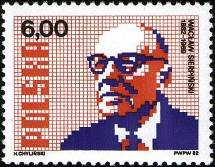 6,00
WACŁAW SIERPIŃSKI
1882-1969
POLSKA
H.CHYLIŃSKI
PWPW 82